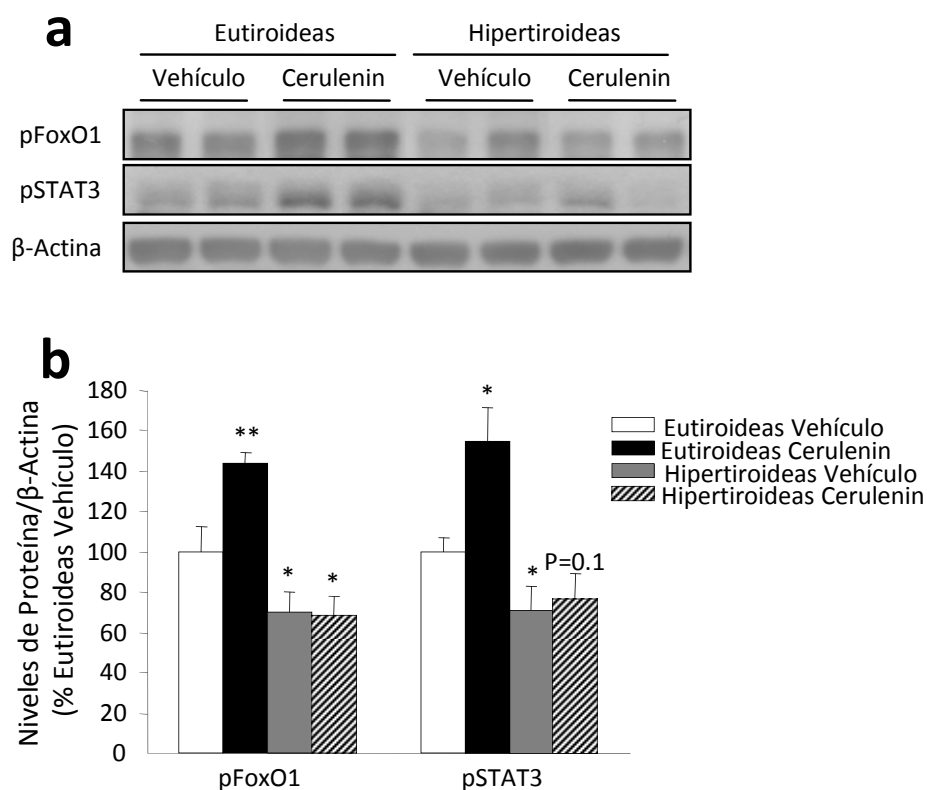 a
Eutiroideas Hipertiroideas
Vehículo Cerulenin Vehículo Cerulenin
pFoxO1
pSTAT3
β-Actina
b
Niveles de Proteína/β-Actina
(% Eutiroideas Vehículo)
180
160
140
120
100
80
60
40
20
0
**
*
*
*
*
P=0.1
pFoxO1 pSTAT3
Eutiroideas Vehículo
Eutiroideas Cerulenin
Hipertiroideas Vehículo
Hipertiroideas Cerulenin